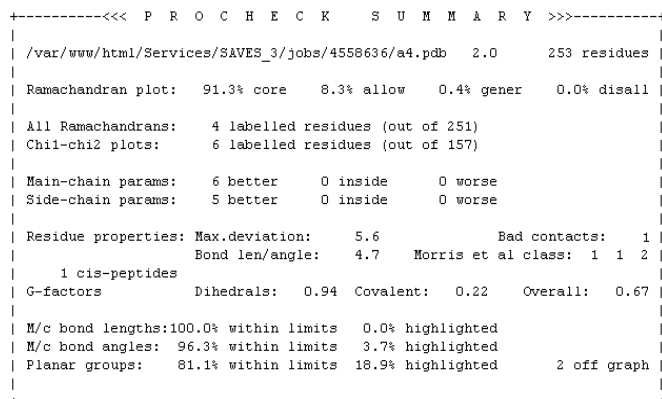 +----------<<<  P  R  O  C  H  E  C  K     S  U  M  M  A  R  Y  >>>----------+
|                                                                            |
| /var/www/html/Services/SAVES_3/jobs/4558636/a4.pdb   2.0      253 residues |
|                                                                            |
| Ramachandran plot:   91.3% core    8.3% allow    0.4% gener    0.0% disall |
|                                                                            |
| All Ramachandrans:    4 labelled residues (out of 251)                     |
| Chi1-chi2 plots:      6 labelled residues (out of 157)                     |
|                                                                            |
| Main-chain params:    6 better     0 inside      0 worse                   |
| Side-chain params:    5 better     0 inside      0 worse                   |
|                                                                            |
| Residue properties: Max.deviation:     5.6              Bad contacts:    1 |
|                     Bond len/angle:    4.7    Morris et al class:  1  1  2 |
|     1 cis-peptides                                                         |
| G-factors           Dihedrals:   0.94  Covalent:   0.22    Overall:   0.67 |
|                                                                            |
| M/c bond lengths:100.0% within limits   0.0% highlighted                   |
| M/c bond angles:  96.3% within limits   3.7% highlighted                   |
| Planar groups:    81.1% within limits  18.9% highlighted       2 off graph |
|                                                                            |